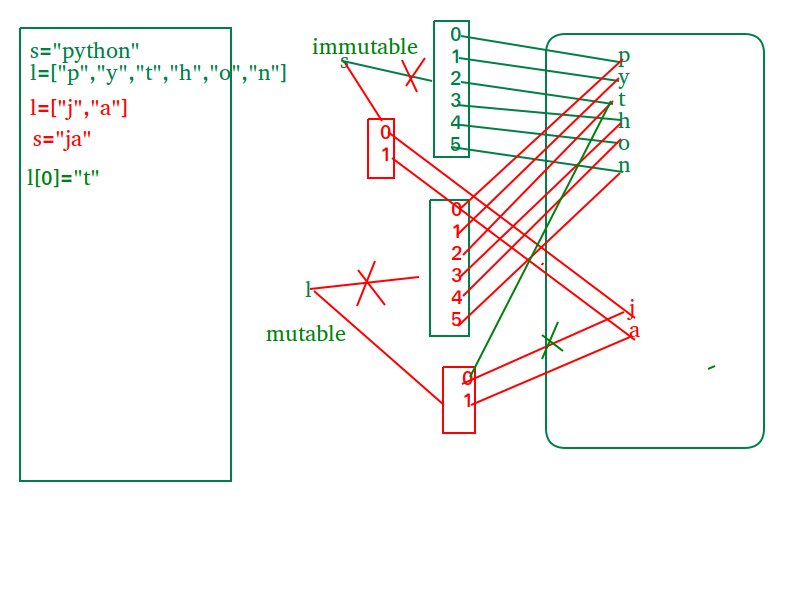 s="python"
l=["p","y","t","h","o","n"]
l=["j","a"]
s="ja"
l[0]="t"
immutable
s
0
1
2
3
4
5
0
1
p
y
t
h
o
n
0
1
2
3
4
5
l
mutable
j
a
0
1